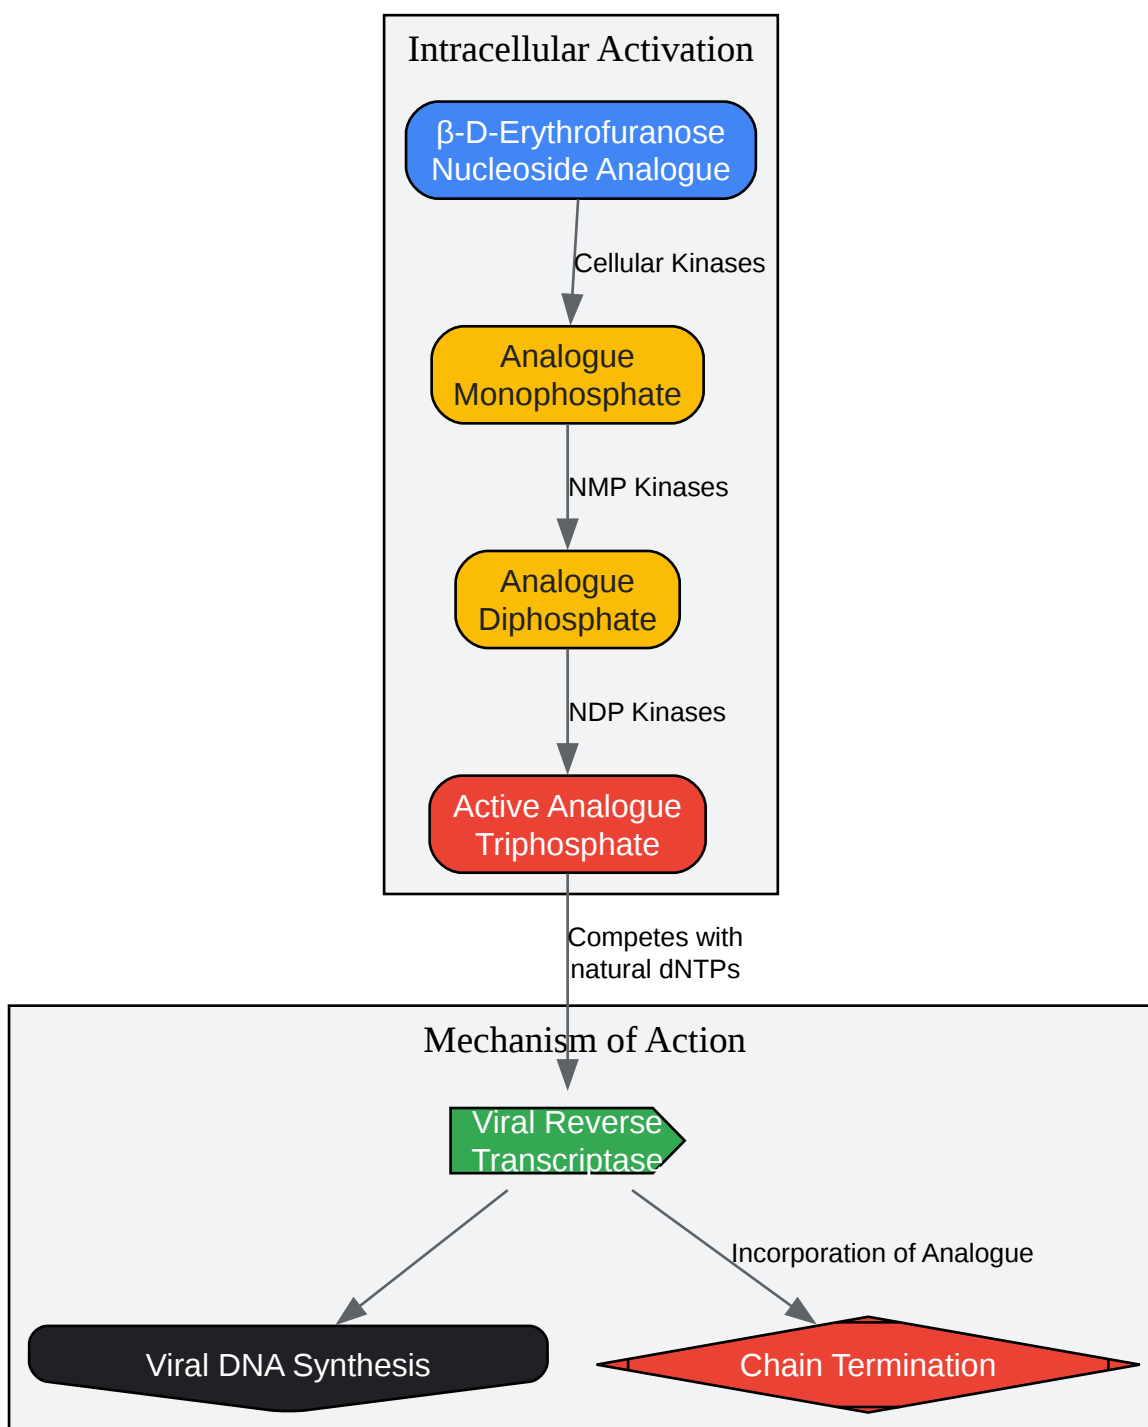 Intracellular Activation
β-D-Erythrofuranose
Nucleoside Analogue
Cellular Kinases
Analogue
Monophosphate
NMP Kinases
Analogue
Diphosphate
NDP Kinases
Active Analogue
Triphosphate
Competes with
natural dNTPs
Mechanism of Action
Viral Reverse
Transcriptase
Incorporation of Analogue
Viral DNA Synthesis
Chain Termination